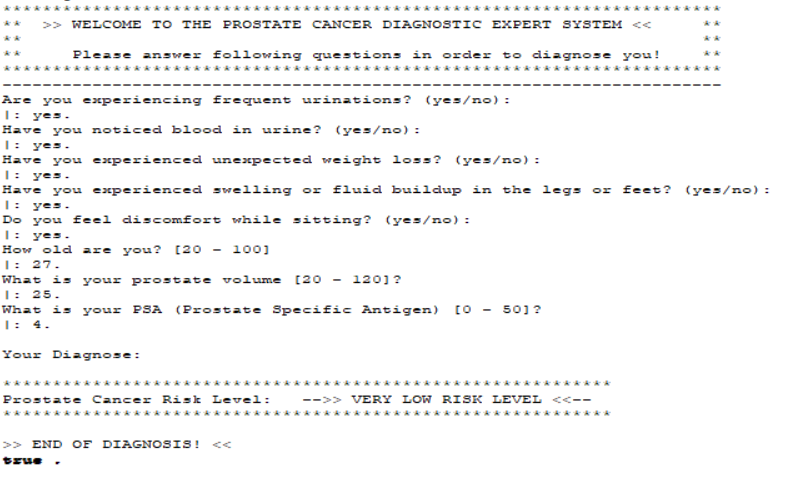 ************************************************************************
** >> WELCOME TO THE PROSTATE CANCER DIAGNOSTIC EXPERT SYSTEM << **
** **
** Please answer following questions in order to diagnose you! **
************************************************************************
------------------------------------------------------------------------
Are you experiencing frequent urinations? (yes/no):
|: yes.
Have you noticed blood in urine? (yes/no):
|: yes.
Have you experienced unexpected weight loss? (yes/no):
|: yes.
Have you experienced swelling or fluid buildup in the legs or feet? (yes/no):
|: yes.
Do you feel discomfort while sitting? (yes/no):
|: yes.
How old are you? [20 - 100]
|: 27.
What is your prostate volume [20 - 120]?
|: 25.
What is your PSA (Prostate Specific Antigen) [0 - 50]?
|: 4.
Your Diagnose:
*************************************************************
Prostate Cancer Risk Level: -->> VERY LOW RISK LEVEL <<--
*************************************************************
>> END OF DIAGNOSIS! <<
true .